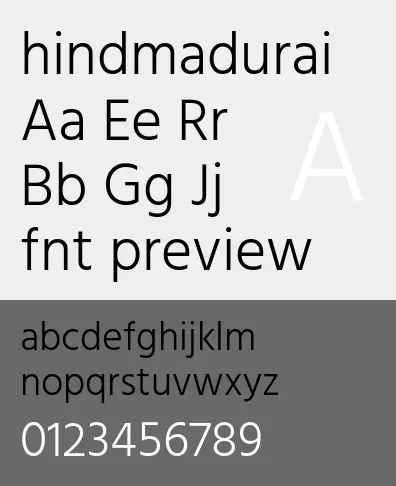 hindmadurai
Aa Ee Rr
A
Bb Gg Jj
fnt preview
abcdefghijklm
nopqrstuvwxyz
0123456789